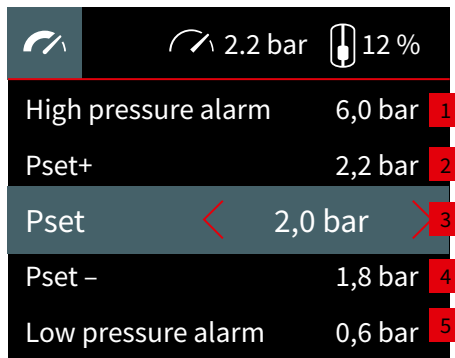 2.2 bar 12 %
High pressure alarm 6,0 bar 1
Pset+ 2,2 bar 2
Pset 2,0 bar 3
Pset – 1,8 bar 4
Low pressure alarm 0,6 bar 5